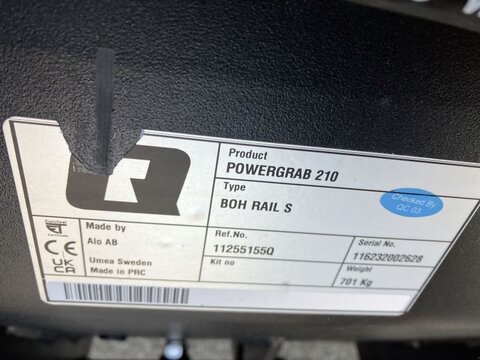 Product
POWERGRAB 210
Type
BOH RAIL S
Checked By
QC 03
Made by
Alo AB
Umea Sweden
Made in PRC
CE
UK
CA
Ref.No.
11255155Q
Kit no
Serial No.
116232002628
Weight
701 Kg